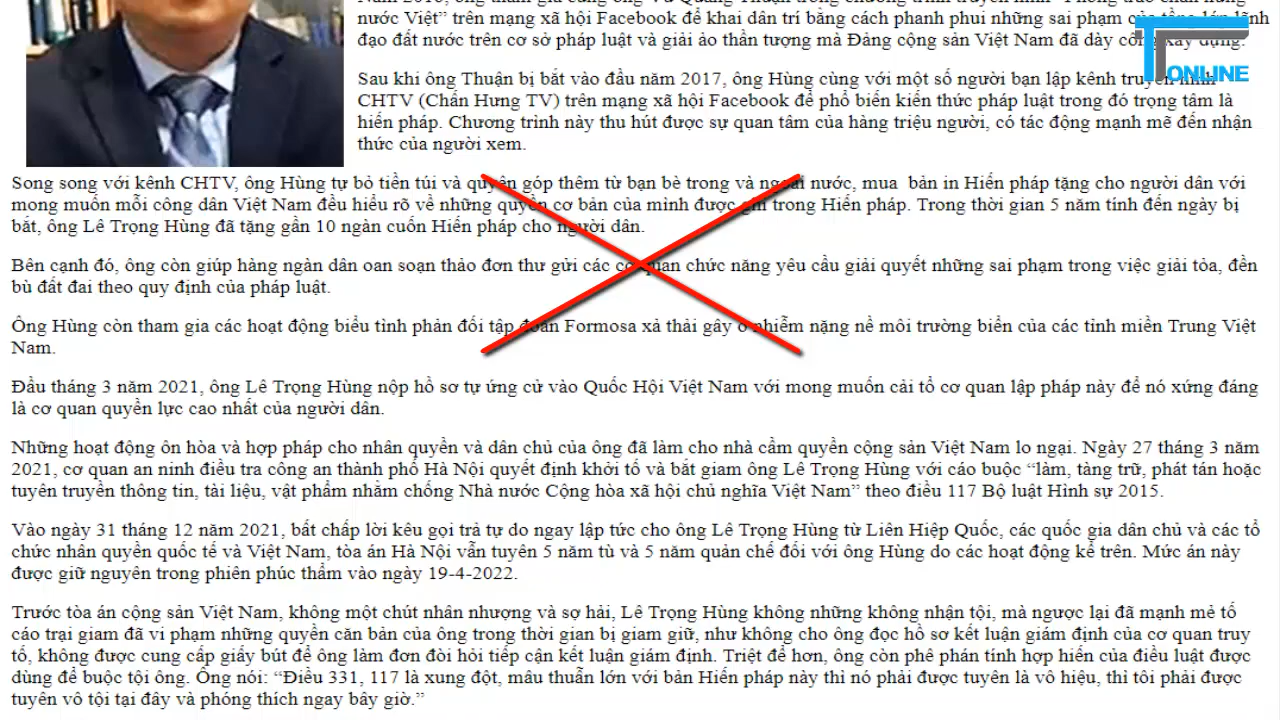 nước Việt” trên mạng xã hội Facebook để khai dân trí bằng cách phanh phui những sai phạm của tầng lớp lãnh
đạo đất nước trên cơ sở pháp luật và giải ảo thần tượng mà Đảng cộng sản Việt Nam đã dày công xây dựng.
ONLINE
Sau khi ông Thuận bị bắt vào đầu năm 2017, ông Hùng cùng với một số người bạn lập kênh truyền hình
CHTV (Chấn Hưng TV) trên mạng xã hội Facebook để phổ biến kiến thức pháp luật trong đó trọng tâm là
hiến pháp. Chương trình này thu hút được sự quan tâm của hàng triệu người, có tác động mạnh mẽ đến nhận
thức của người xem.
Song song với kênh CHTV, ông Hùng tự bỏ tiền túi và quyên góp thêm từ bạn bè trong và ngoài nước, mua bản in Hiến pháp tặng cho người dân với
mong muốn mỗi công dân Việt Nam đều hiểu rõ về những quyền cơ bản của mình được ghi trong Hiến pháp. Trong thời gian 5 năm tính đến ngày bị
bắt, ông Lê Trọng Hùng đã tặng gần 10 ngàn cuốn Hiến pháp cho người dân.
Bên cạnh đó, ông còn giúp hàng ngàn dân oan soạn thảo đơn thư gửi các cơ quan chức năng yêu cầu giải quyết những sai phạm trong việc giải tỏa, đền
bù đất đai theo quy định của pháp luật.
Ông Hùng còn tham gia các hoạt động biểu tình phản đối tập đoàn Formosa xả thải gây ô nhiễm nặng nề môi trường biển của các tỉnh miền Trung Việt
Nam.
Đầu tháng 3 năm 2021, ông Lê Trọng Hùng nộp hồ sơ tự ứng cử vào Quốc Hội Việt Nam với mong muốn cải tổ cơ quan lập pháp này để nó xứng đáng
là cơ quan quyền lực cao nhất của người dân.
Những hoạt động ôn hòa và hợp pháp cho nhân quyền và dân chủ của ông đã làm cho nhà cầm quyền cộng sản Việt Nam lo ngại. Ngày 27 tháng 3 năm
2021, cơ quan an ninh điều tra công an thành phố Hà Nội quyết định khởi tố và bắt giam ông Lê Trọng Hùng với cáo buộc “làm, tàng trữ, phát tán hoặc
tuyên truyền thông tin, tài liệu, vật phẩm nhằm chống Nhà nước Cộng hòa xã hội chủ nghĩa Việt Nam” theo điều 117 Bộ luật Hình sự 2015.
Vào ngày 31 tháng 12 năm 2021, bất chấp lời kêu gọi trả tự do ngay lập tức cho ông Lê Trọng Hùng từ Liên Hiệp Quốc, các quốc gia dân chủ và các tổ
chức nhân quyền quốc tế và Việt Nam, tòa án Hà Nội vẫn tuyên 5 năm tù và 5 năm quản chế đối với ông Hùng do các hoạt động kể trên. Mức án này
được giữ nguyên trong phiên phúc thẩm vào ngày 19-4-2022.
Trước tòa án cộng sản Việt Nam, không một chút nhân nhượng và sợ hải, Lê Trọng Hùng không những không nhận tội, mà ngược lại đã mạnh mẻ tố
cáo trại giam đã vi phạm những quyền căn bản của ông trong thời gian bị giam giữ, như không cho ông đọc hồ sơ kết luận giám định của cơ quan truy
tố, không được cung cấp giấy bút để ông làm đơn đòi hỏi tiếp cận kết luận giám định. Triệt để hơn, ông còn phê phán tính hợp hiến của điều luật được
dùng để buộc tội ông. Ông nói: “Điều 331, 117 là xung đột, mâu thuẫn lớn với bản Hiến pháp này thì nó phải được tuyên là vô hiệu, thì tôi phải được
tuyên vô tội tại đây và phóng thích ngay bây giờ.”